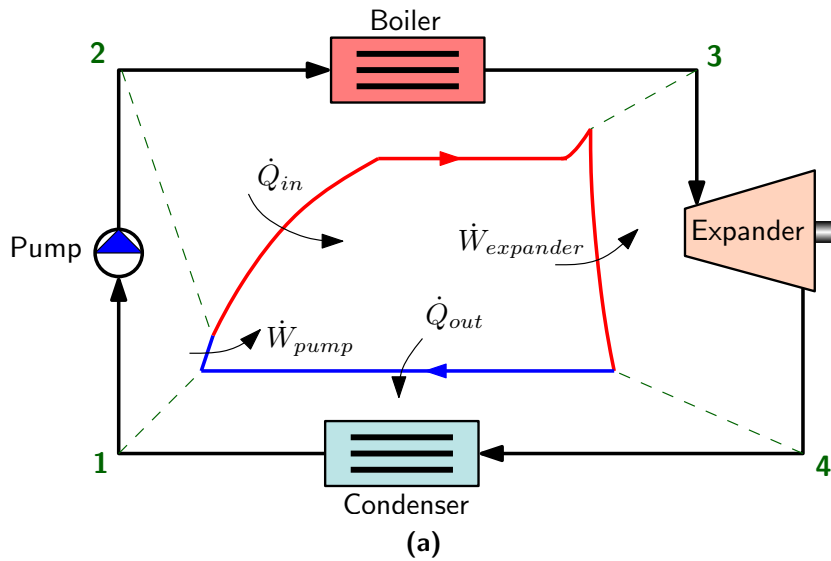 Boiler
2
3
Q̇in
Expander
Pump
Ẇexpander
Q̇out
Ẇpump
1
4
Condenser
(a)